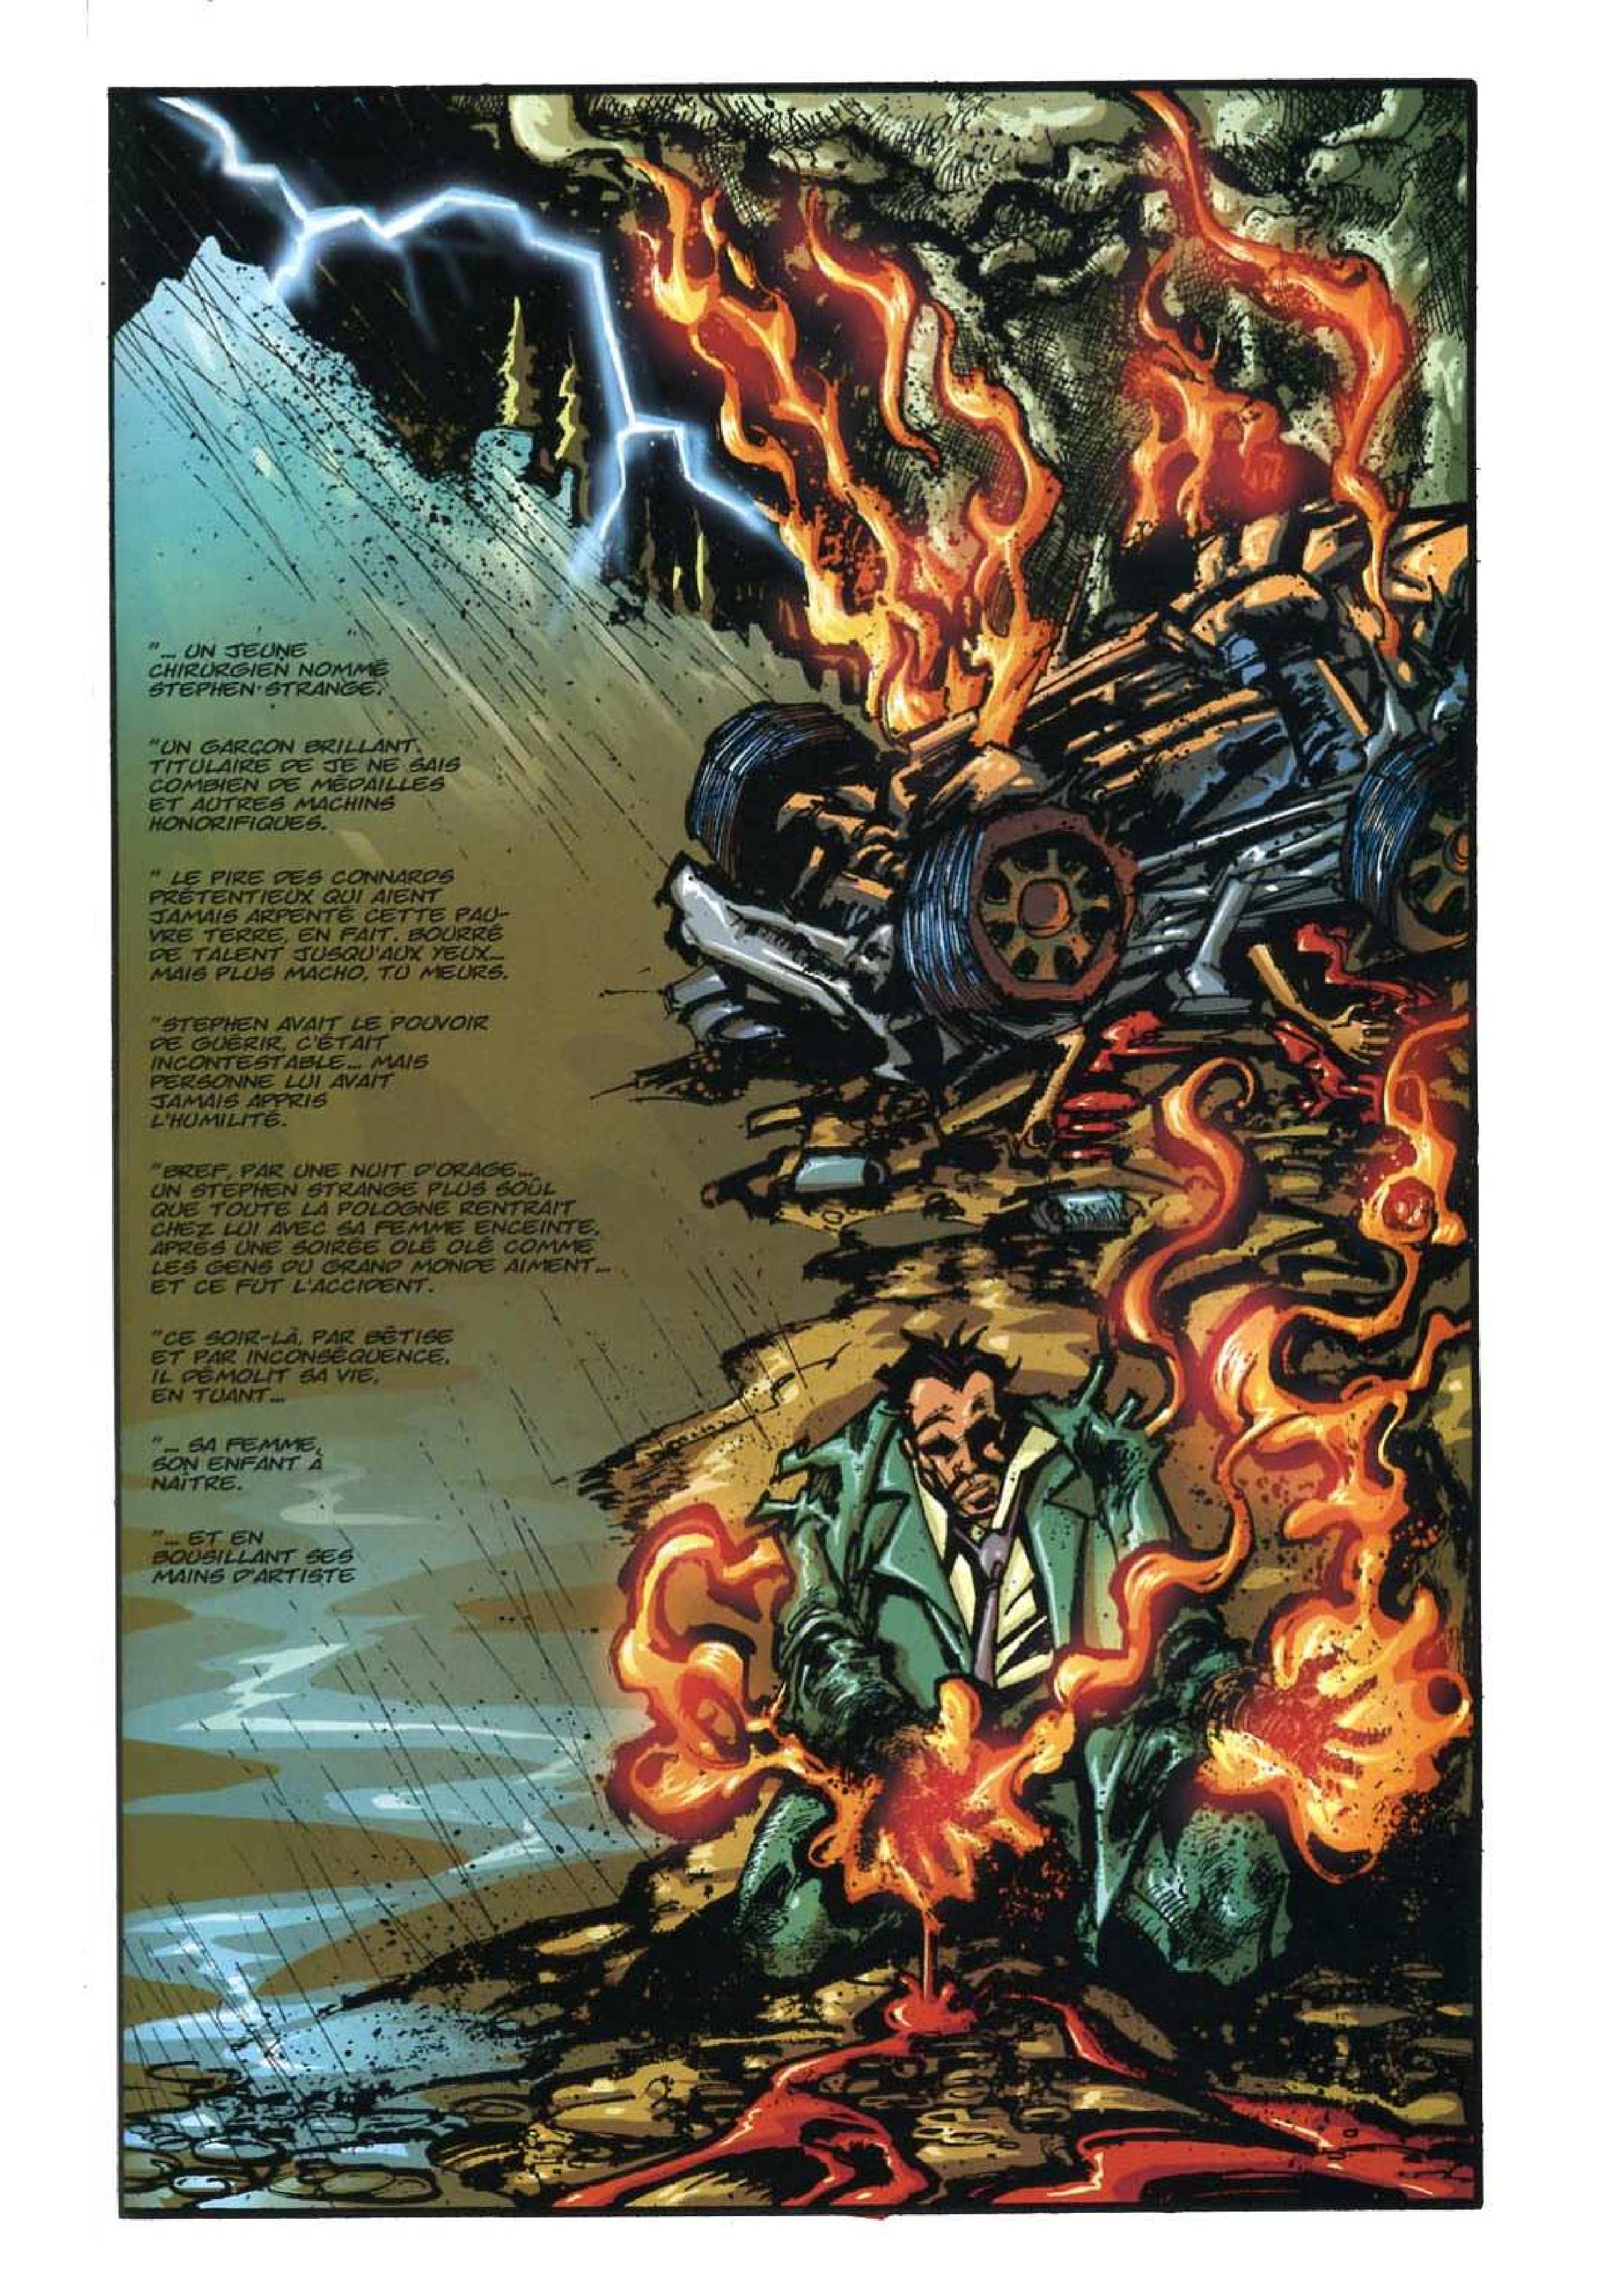 "... UN JEUNE
CHIRURGIEN NOMMÉ
STEPHEN STRANGE.
"UN GARÇON BRILLANT,
TITULAIRE DE JE NE SAIS
COMBIEN DE MÉDAILLES
ET AUTRES MACHINS
HONORIFIQUES.
" LE PIRE DES CONNARDS
PRÉTENTIEUX QUI AIENT
JAMAIS ARPENTÉ CETTE PAU-
VRE TERRE, EN FAIT. BOURRÉ
DE TALENT JUSQU'AUX YEUX...
MAIS PLUS MACHO, TU MEURS.
"STEPHEN AVAIT LE POUVOIR
DE GUÉRIR, C'ÉTAIT
INCONTESTABLE... MAIS
PERSONNE LUI AVAIT
JAMAIS APPRIS
L'HUMILITÉ.
"BREF, PAR UNE NUIT D'ORAGE...
UN STEPHEN STRANGE PLUS SOÛL
QUE TOUTE LA POLOGNE RENTRAIT
CHEZ LUI AVEC SA FEMME ENCEINTE,
APRÈS UNE SOIRÉE OLÉ OLÉ COMME
LES GENS DU GRAND MONDE AIMENT...
ET CE FUT L'ACCIDENT.
"CE SOIR-LÀ, PAR BÊTISE
ET PAR INCONSÉQUENCE,
IL DÉMOLIT SA VIE,
EN TUANT...
"... SA FEMME,
SON ENFANT À
NAÎTRE.
"... ET EN
BOUSILLANT SES
MAINS D'ARTISTE